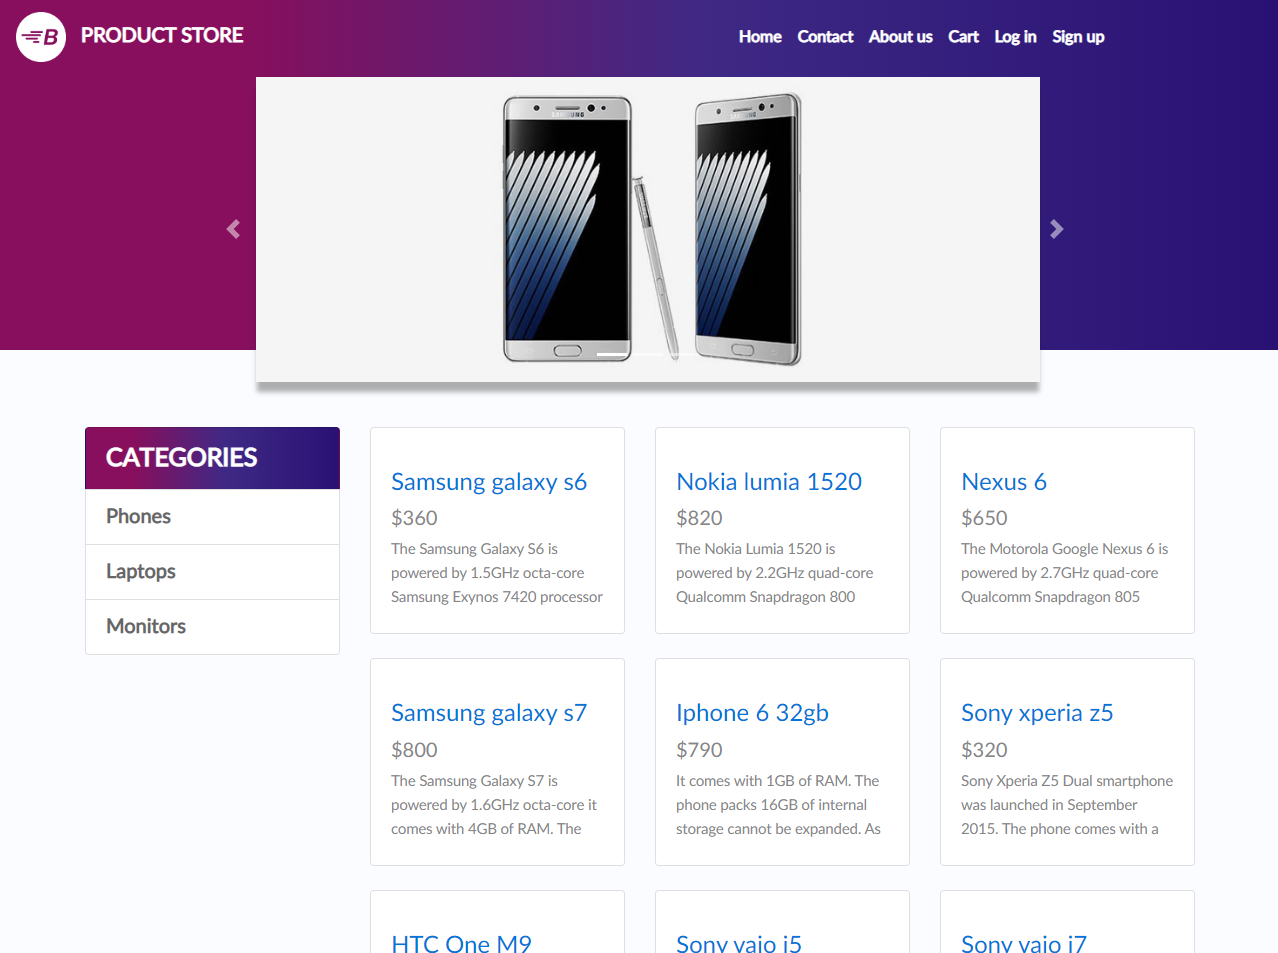 B PRODUCT STORE
Home Contact About us Cart Log in Sign up
SAMSUNG SAMSUNG
CATEGORIES
Phones
Laptops
Monitors
Samsung galaxy s6
$360
The Samsung Galaxy S6 is
powered by 1.5GHz octa-core
Samsung Exynos 7420 processor
Nokia lumia 1520
$820
The Nokia Lumia 1520 is
powered by 2.2GHz quad-core
Qualcomm Snapdragon 800
Nexus 6
$650
The Motorola Google Nexus 6 is
powered by 2.7GHz quad-core
Qualcomm Snapdragon 805
Samsung galaxy s7
$800
The Samsung Galaxy S7 is
powered by 1.6GHz octa-core it
comes with 4GB of RAM. The
Iphone 6 32gb
$790
It comes with 1GB of RAM. The
phone packs 16GB of internal
storage cannot be expanded. As
Sony xperia z5
$320
Sony Xperia Z5 Dual smartphone
was launched in September
2015. The phone comes with a
HTC One M9
Sony vaio i5
Sony vaio i7